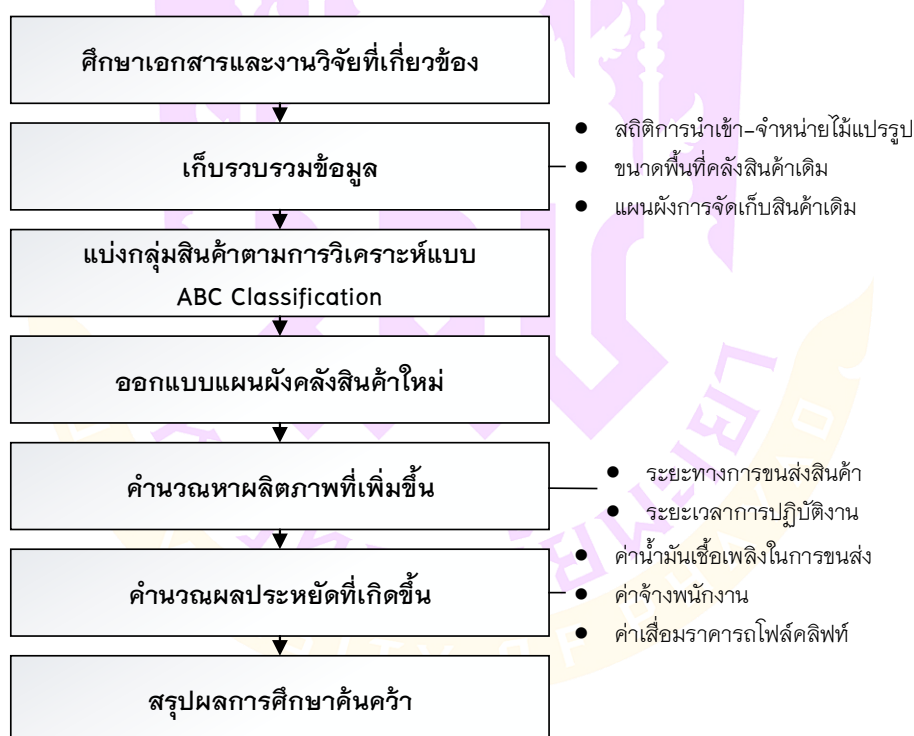 ศึกษาเอกสารและงานวิจัยที่เกี่ยวข้อง
เก็บรวบรวมข้อมูล
● สถิติการนำเข้า-จำหน่ายไม้แปรรูป
● ขนาดพื้นที่คลังสินค้าเดิม
● แผนผังการจัดเก็บสินค้าเดิม
แบ่งกลุ่มสินค้าตามการวิเคราะห์แบบ
ABC Classification
ออกแบบแผนผังคลังสินค้าใหม่
คำนวณหาผลิตภาพที่เพิ่มขึ้น
● ระยะทางการขนส่งสินค้า
● ระยะเวลาการปฏิบัติงาน
คำนวณผลประหยัดที่เกิดขึ้น
● ค่าน้ำมันเชื้อเพลิงในการขนส่ง
● ค่าจ้างพนักงาน
● ค่าเสื่อมราคารถโฟล์คลิฟท์
สรุปผลการศึกษาค้นคว้า